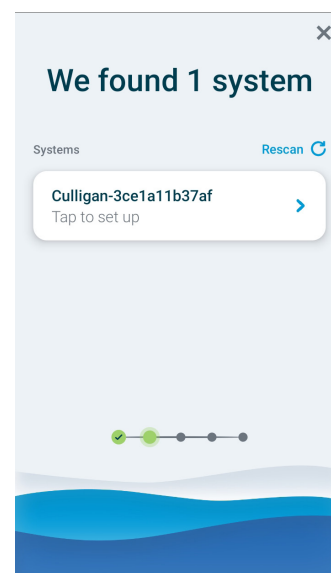 We found 1 system
Systems
Rescan
Culligan-3ce1a11b37af
Tap to set up